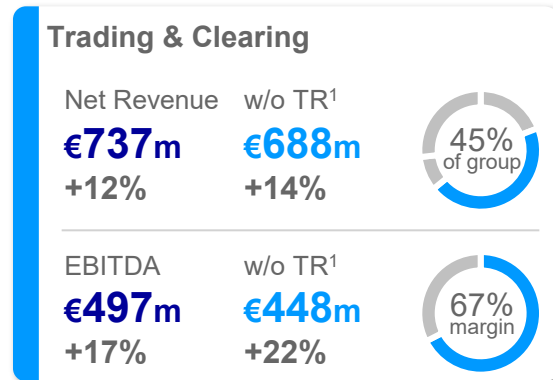 Trading & Clearing
Net Revenue w/o TR¹
€737m €688m
+12% +14%
45%
of group
EBITDA w/o TR¹
€497m €448m
+17% +22%
67%
margin